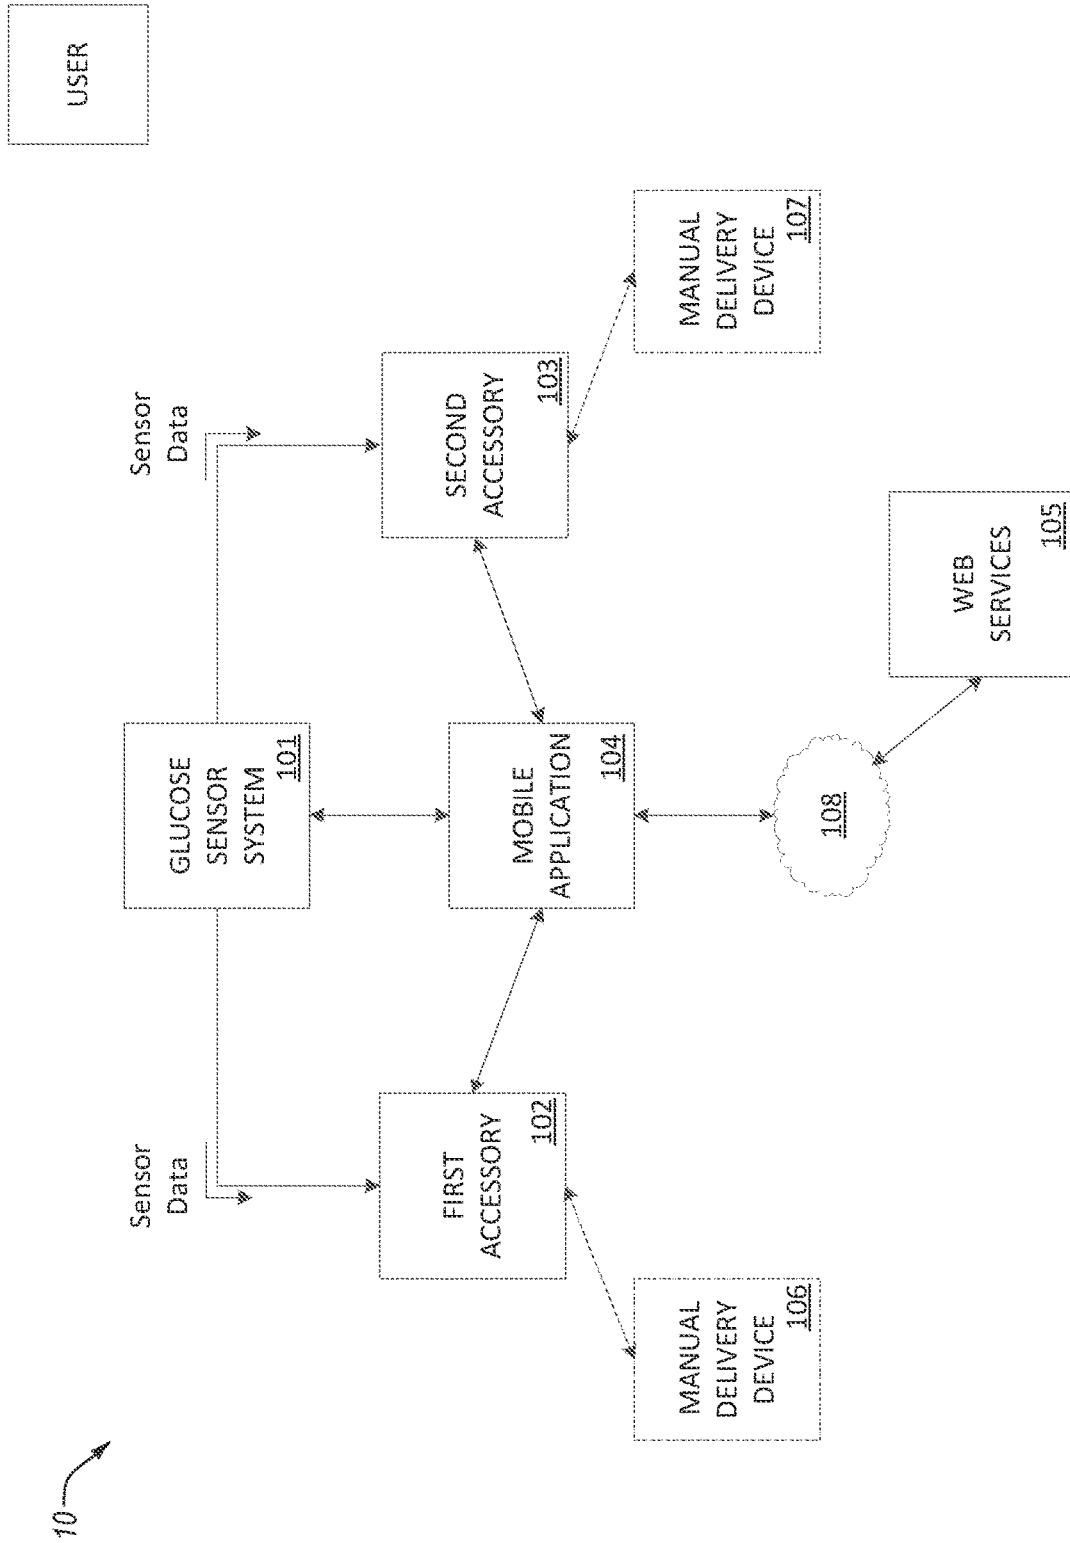 10
USER
Sensor
Data
Sensor
Data
GLUCOSE
SENSOR
SYSTEM
101
FIRST
ACCESSORY
102
MOBILE
APPLICATION
104
SECOND
ACCESSORY
103
MANUAL
DELIVERY
DEVICE
106
108
MANUAL
DELIVERY
DEVICE
107
WEB
SERVICES
105